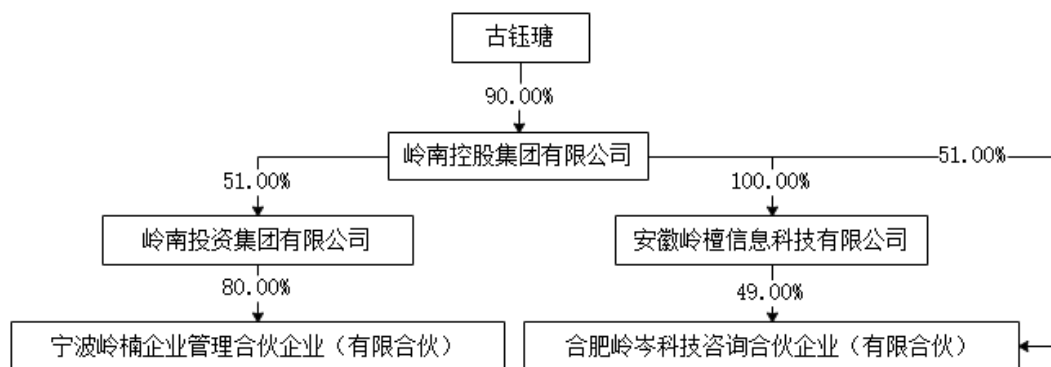 古钰瑭
90.00%
岭南控股集团有限公司
51.00%
100.00%
51.00%
岭南投资集团有限公司
安徽岭檀信息科技有限公司
80.00%
49.00%
宁波岭楠企业管理合伙企业（有限合伙）
合肥岭岑科技咨询合伙企业（有限合伙）